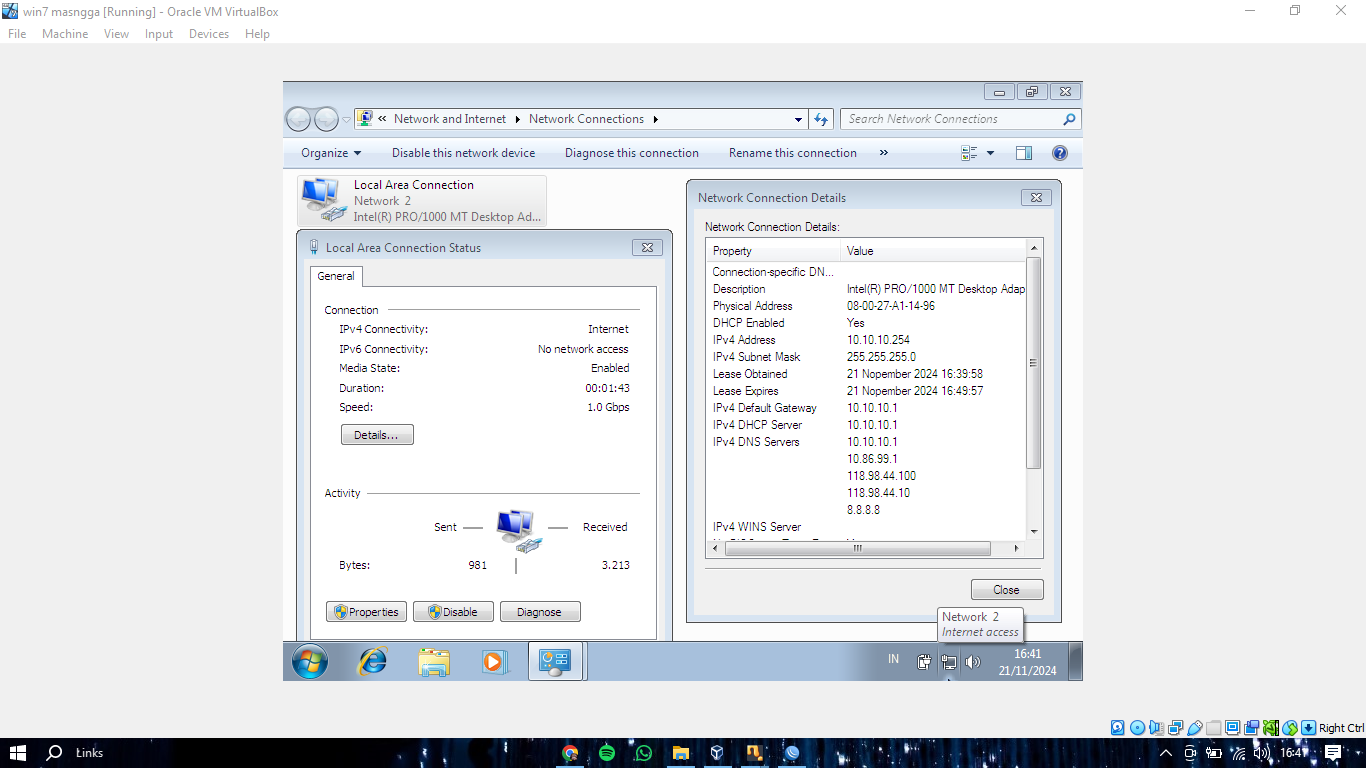 win7 masngga [Running] - Oracle VM VirtualBox
File Machine View Input Devices Help
Network and Internet Network Connections
Search Network Connections
Organize Disable this network device Diagnose this connection Rename this connection »
Local Area Connection
Network 2
Intel(R) PRO/1000 MT Desktop Ad...
Local Area Connection Status
General
Connection
IPv4 Connectivity: Internet
IPv6 Connectivity: No network access
Media State: Enabled
Duration: 00:01:43
Speed: 1.0 Gbps
Details...
Activity
Sent Received
Bytes: 981 3.213
Properties Disable Diagnose
Network Connection Details
Network Connection Details:
Property Value
Connection-specific DN...
Description Intel(R) PRO/1000 MT Desktop Adap
Physical Address 08-00-27-A1-14-96
DHCP Enabled Yes
IPv4 Address 10.10.10.254
IPv4 Subnet Mask 255.255.255.0
Lease Obtained 21 Nopember 2024 16:39:58
Lease Expires 21 Nopember 2024 16:49:57
IPv4 Default Gateway 10.10.10.1
IPv4 DHCP Server 10.10.10.1
IPv4 DNS Servers 10.10.10.1
10.86.99.1
118.98.44.100
118.98.44.10
8.8.8.8
IPv4 WINS Server
Close
Network 2
Internet access
IN
16:41
21/11/2024
Right Ctrl
Links
16:41